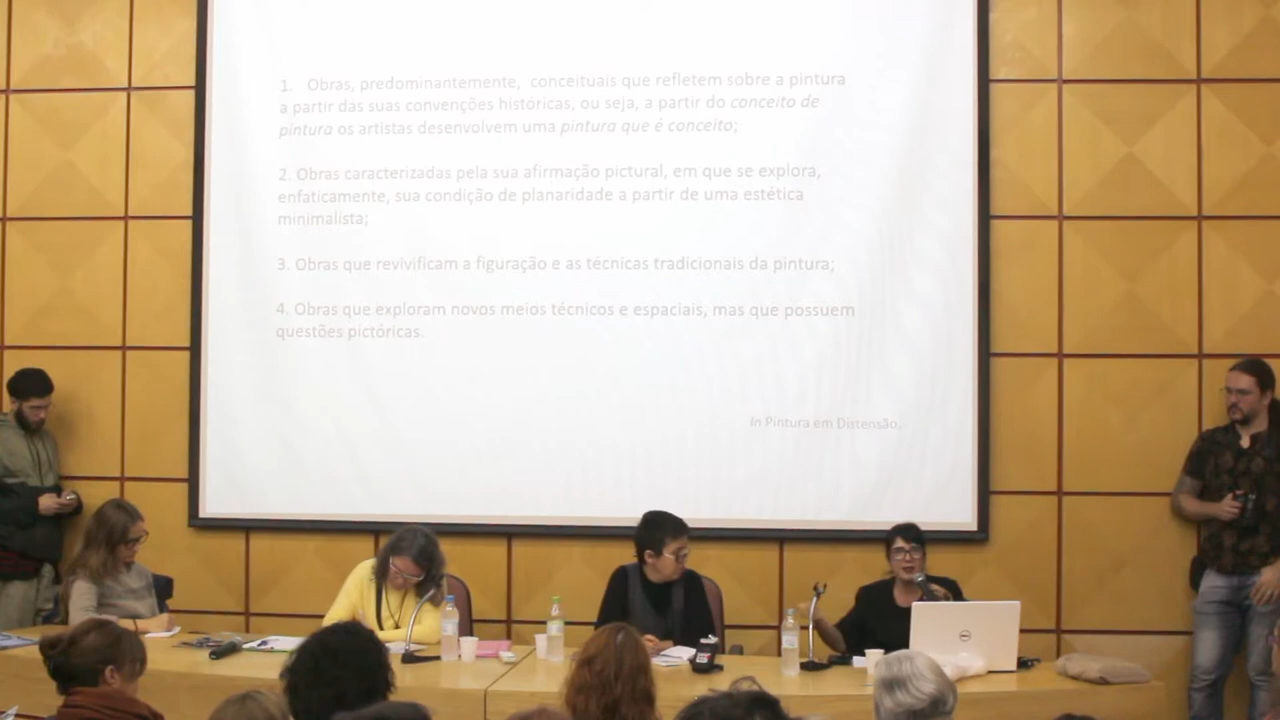 1. Obras, predominantemente, conceituais que refletem sobre a pintura
a partir das suas convenções históricas, ou seja, a partir do conceito de
pintura os artistas desenvolvem uma pintura que é conceito;
2. Obras caracterizadas pela sua afirmação pictural, em que se explora,
enfaticamente, sua condição de planaridade a partir de uma estética
minimalista;
3. Obras que revivificam a figuração e as técnicas tradicionais da pintura;
4. Obras que exploram novos meios técnicos e espaciais, mas que possuem
questões pictóricas.
In Pintura em Distensão,
DELL